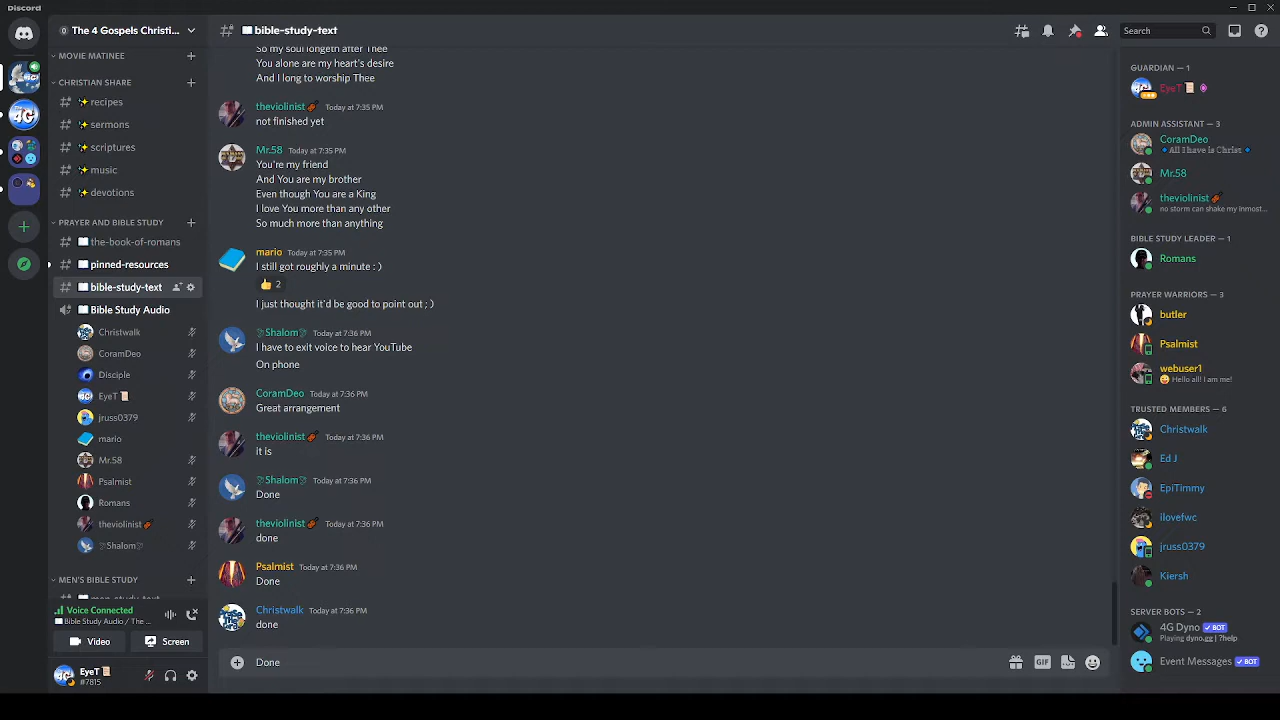 Discord
The 4 Gospels Christi...
MOVIE MATINEE
CHRISTIAN SHARE
recipes
sermons
scriptures
music
devotions
PRAYER AND BIBLE STUDY
the-book-of-romans
pinned-resources
bible-study-text
Bible Study Audio
Christwalk
CoramDeo
Disciple
EyeT
jruss0379
mario
Mr.58
Psalmist
Romans
theviolinist
Shalom
MEN'S BIBLE STUDY
Voice Connected
Bible Study Audio / The ...
Video
Screen
EyeT
#7815
bible-study-text
Search
So my soul longeth after Thee
You alone are my heart's desire
And I long to worship Thee
theviolinist Today at 7:35 PM
not finished yet
Mr.58 Today at 7:35 PM
You're my friend
And You are my brother
Even though You are a King
I love You more than any other
So much more than anything
mario Today at 7:35 PM
I still got roughly a minute : )
2
I just thought it'd be good to point out ; )
Shalom Today at 7:36 PM
I have to exit voice to hear YouTube
On phone
CoramDeo Today at 7:36 PM
Great arrangement
theviolinist Today at 7:36 PM
it is
Shalom Today at 7:36 PM
Done
theviolinist Today at 7:36 PM
done
Psalmist Today at 7:36 PM
Done
Christwalk Today at 7:36 PM
done
Done
GIF
GUARDIAN — 1
EyeT
ADMIN ASSISTANT — 3
CoramDeo
All I have is Christ
Mr.58
theviolinist
no storm can shake my inmost...
BIBLE STUDY LEADER — 1
Romans
PRAYER WARRIORS — 3
butler
Psalmist
webuser1
Hello all! I am me!
TRUSTED MEMBERS — 6
Christwalk
Ed J
EpiTimmy
ilovefwc
jruss0379
Kiersh
SERVER BOTS — 2
4G Dyno BOT
Playing dyno.gg | ?help
Event Messages BOT